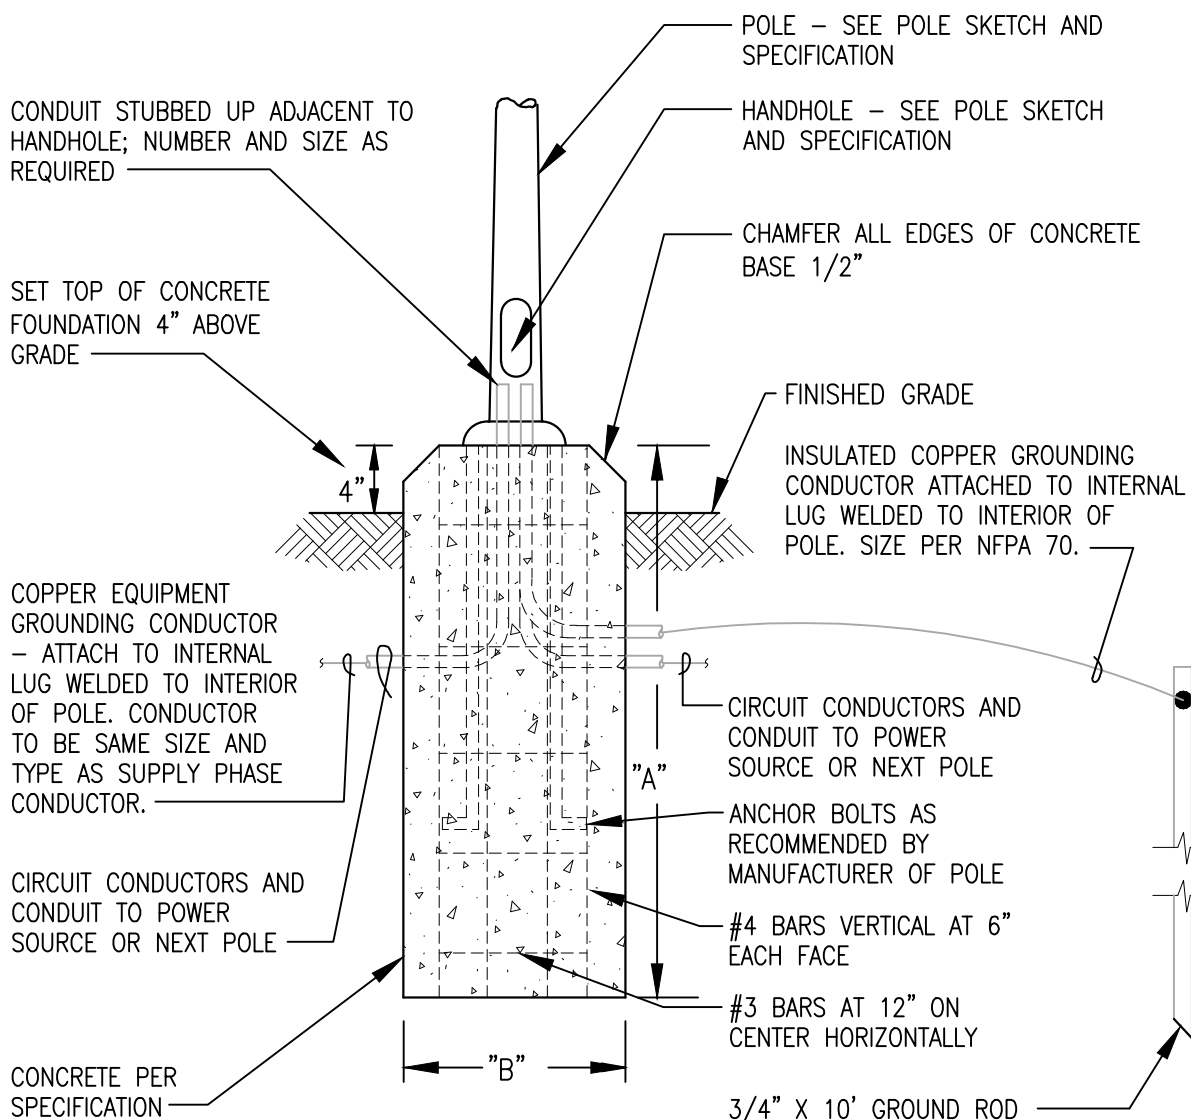 POLE – SEE POLE SKETCH AND
SPECIFICATION
CONDUIT STUBBED UP ADJACENT TO
HANDHOLE; NUMBER AND SIZE AS
REQUIRED
HANDHOLE – SEE POLE SKETCH
AND SPECIFICATION
CHAMFER ALL EDGES OF CONCRETE
BASE 1/2"
SET TOP OF CONCRETE
FOUNDATION 4" ABOVE
GRADE
FINISHED GRADE
4"
INSULATED COPPER GROUNDING
CONDUCTOR ATTACHED TO INTERNAL
LUG WELDED TO INTERIOR OF
POLE. SIZE PER NFPA 70.
COPPER EQUIPMENT
GROUNDING CONDUCTOR
– ATTACH TO INTERNAL
LUG WELDED TO INTERIOR
OF POLE. CONDUCTOR
TO BE SAME SIZE AND
TYPE AS SUPPLY PHASE
CONDUCTOR.
CIRCUIT CONDUCTORS AND
CONDUIT TO POWER
SOURCE OR NEXT POLE
"A"
ANCHOR BOLTS AS
RECOMMENDED BY
MANUFACTURER OF POLE
CIRCUIT CONDUCTORS AND
CONDUIT TO POWER
SOURCE OR NEXT POLE
#4 BARS VERTICAL AT 6"
EACH FACE
#3 BARS AT 12" ON
CENTER HORIZONTALLY
"B"
CONCRETE PER
SPECIFICATION
3/4" X 10' GROUND ROD